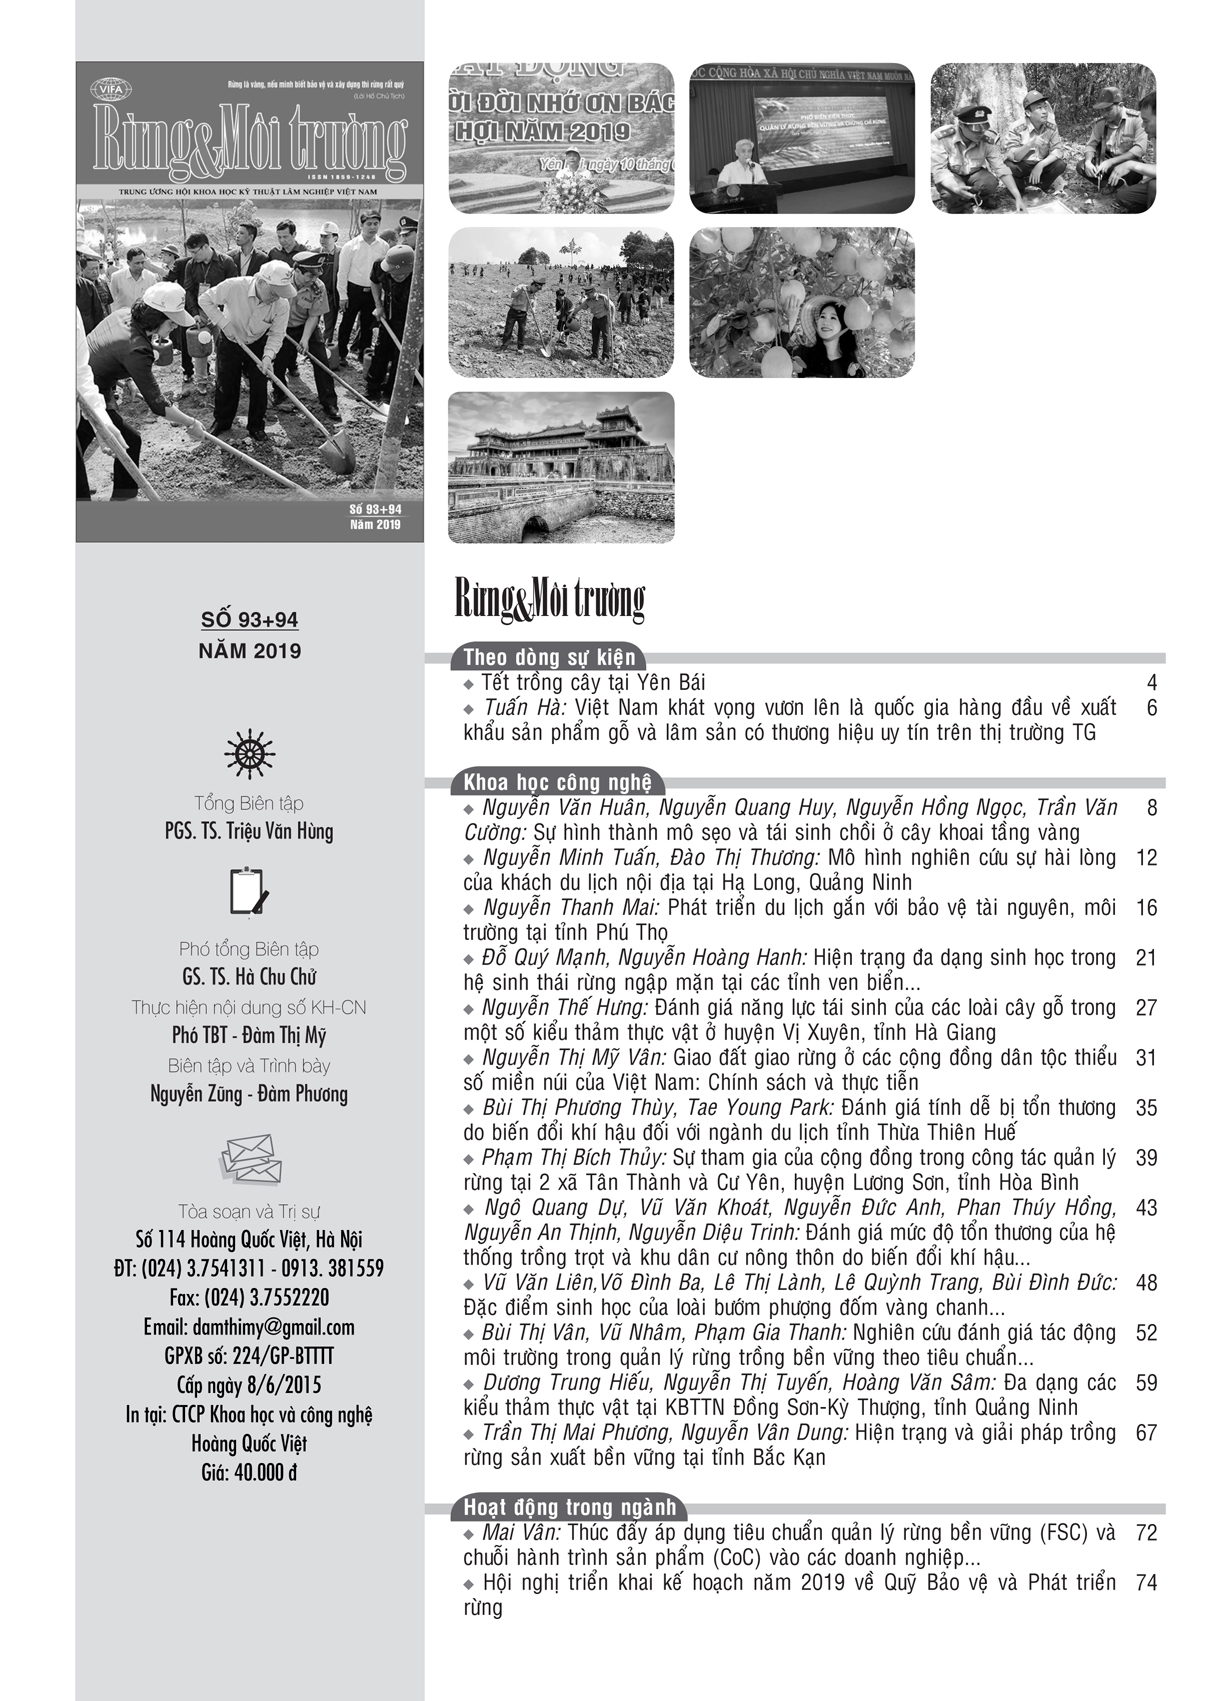 VIFA
Rừng là vàng, nếu mình biết bảo vệ và xây dựng thì rừng rất quý
(Lời Hồ Chủ Tịch)
Rừng&Môi trường
ISSN 1859-1248
TRUNG ƯƠNG HỘI KHOA HỌC KỸ THUẬT LÂM NGHIỆP VIỆT NAM
Số 93+94
Năm 2019
ỜI ĐỜI NHỚ ƠN BÁC
HỢI NĂM 2019
CỘNG HÒA XÃ HỘI CHỦ NGHĨA VIỆT NAM
PHỔ BIẾN KIẾN THỨC
QUẢN LÝ RỪNG BỀN VỮNG VÀ CHỨNG CHỈ RỪNG
SỐ 93+94
NĂM 2019
Tổng Biên tập
PGS. TS. Triệu Văn Hùng
Phó tổng Biên tập
GS. TS. Hà Chu Chử
Thực hiện nội dung số KH-CN
Phó TBT - Đàm Thị Mỹ
Biên tập và Trình bày
Nguyễn Zũng - Đàm Phương
Tòa soạn và Trị sự
Số 114 Hoàng Quốc Việt, Hà Nội
ĐT: (024) 3.7541311 - 0913. 381559
Fax: (024) 3.7552220
Email: damthimy@gmail.com
GPXB số: 224/GP-BTTTT
Cấp ngày 8/6/2015
In tại: CTCP Khoa học và công nghệ
Hoàng Quốc Việt
Giá: 40.000 đ
Rừng&Môi trường
Theo dòng sự kiện
◆ Tết trồng cây tại Yên Bái 4
◆ Tuấn Hà: Việt Nam khát vọng vươn lên là quốc gia hàng đầu về xuất 6
khẩu sản phẩm gỗ và lâm sản có thương hiệu uy tín trên thị trường TG
Khoa học công nghệ
◆ Nguyễn Văn Huân, Nguyễn Quang Huy, Nguyễn Hồng Ngọc, Trần Văn 8
Cường: Sự hình thành mô sẹo và tái sinh chồi ở cây khoai tầng vàng
◆ Nguyễn Minh Tuấn, Đào Thị Thương: Mô hình nghiên cứu sự hài lòng 12
của khách du lịch nội địa tại Hạ Long, Quảng Ninh
◆ Nguyễn Thanh Mai: Phát triển du lịch gắn với bảo vệ tài nguyên, môi 16
trường tại tỉnh Phú Thọ
◆ Đỗ Quý Mạnh, Nguyễn Hoàng Hanh: Hiện trạng đa dạng sinh học trong 21
hệ sinh thái rừng ngập mặn tại các tỉnh ven biển...
◆ Nguyễn Thế Hưng: Đánh giá năng lực tái sinh của các loài cây gỗ trong 27
một số kiểu thảm thực vật ở huyện Vị Xuyên, tỉnh Hà Giang
◆ Nguyễn Thị Mỹ Vân: Giao đất giao rừng ở các cộng đồng dân tộc thiểu 31
số miền núi của Việt Nam: Chính sách và thực tiễn
◆ Bùi Thị Phương Thùy, Tae Young Park: Đánh giá tính dễ bị tổn thương 35
do biến đổi khí hậu đối với ngành du lịch tỉnh Thừa Thiên Huế
◆ Phạm Thị Bích Thủy: Sự tham gia của cộng đồng trong công tác quản lý 39
rừng tại 2 xã Tân Thành và Cư Yên, huyện Lương Sơn, tỉnh Hòa Bình
◆ Ngô Quang Dự, Vũ Văn Khoát, Nguyễn Đức Anh, Phan Thúy Hồng, 43
Nguyễn An Thịnh, Nguyễn Diệu Trinh: Đánh giá mức độ tổn thương của hệ
thống trồng trọt và khu dân cư nông thôn do biến đổi khí hậu...
◆ Vũ Văn Liên,Võ Đình Ba, Lê Thị Lành, Lê Quỳnh Trang, Bùi Đình Đức: 48
Đặc điểm sinh học của loài bướm phượng đốm vàng chanh...
◆ Bùi Thị Vân, Vũ Nhâm, Phạm Gia Thanh: Nghiên cứu đánh giá tác động 52
môi trường trong quản lý rừng trồng bền vững theo tiêu chuẩn...
◆ Dương Trung Hiếu, Nguyễn Thị Tuyến, Hoàng Văn Sâm: Đa dạng các 59
kiểu thảm thực vật tại KBTTN Đồng Sơn-Kỳ Thượng, tỉnh Quảng Ninh
◆ Trần Thị Mai Phương, Nguyễn Vân Dung: Hiện trạng và giải pháp trồng 67
rừng sản xuất bền vững tại tỉnh Bắc Kạn
Hoạt động trong ngành
◆ Mai Vân: Thúc đẩy áp dụng tiêu chuẩn quản lý rừng bền vững (FSC) và 72
chuỗi hành trình sản phẩm (CoC) vào các doanh nghiệp...
◆ Hội nghị triển khai kế hoạch năm 2019 về Quỹ Bảo vệ và Phát triển 74
rừng